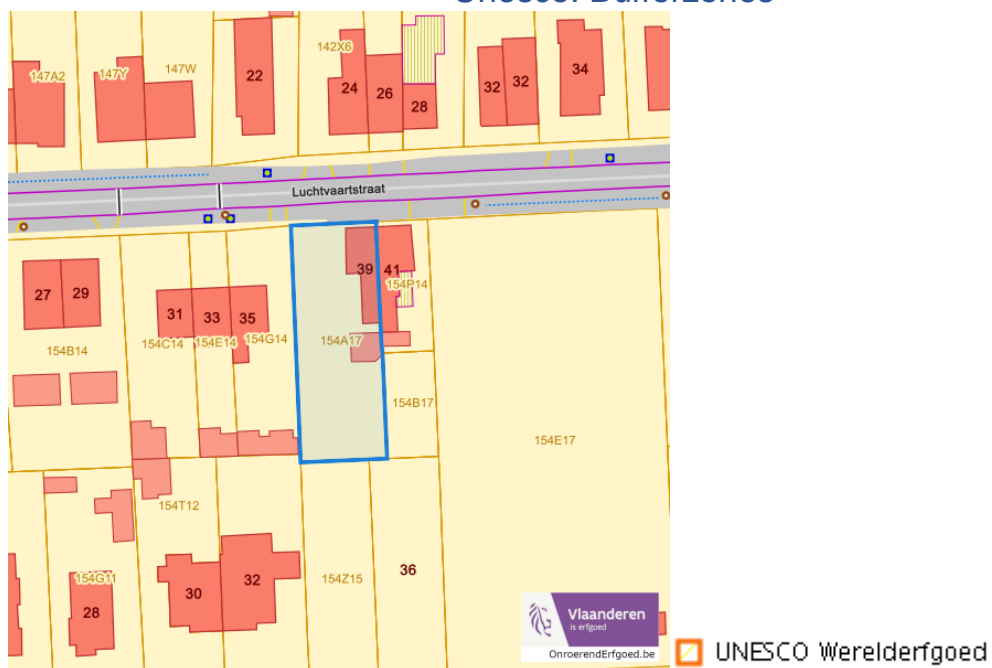 Unesco: Bufferzones
142X6
147A2
147Y
147W
22
24
26
28
32
32
34
Luchtvaartstraat
27
29
31
33
35
39
41
154P14
154B14
154C14
154E14
154G14
154A17
154B17
154E17
154T12
154G11
28
30
32
154Z15
36
Vlaanderen
is erfgoed
OnroerendErfgoed.be
UNESCO Werelderfgoed